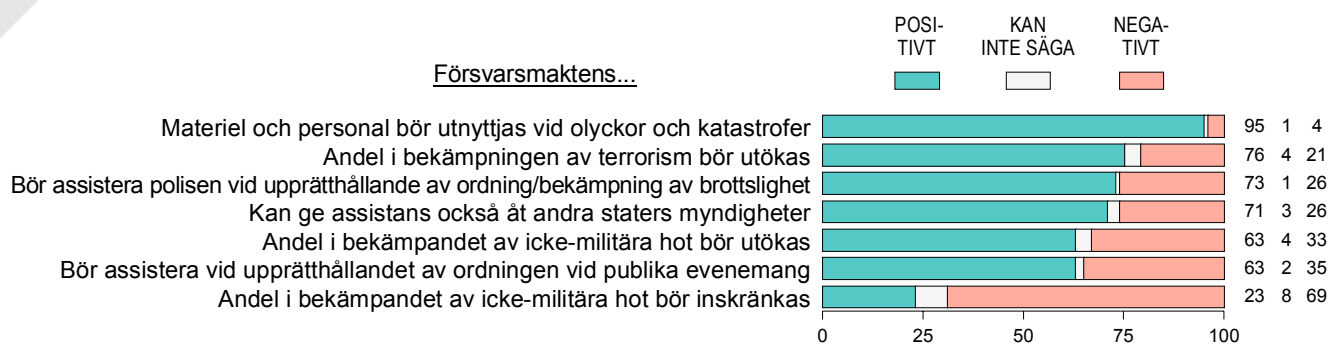 POSI-
TIVT
KAN
INTE SÄGA
NEGA-
TIVT
Försvarsmaktens...
Materiel och personal bör utnyttjas vid olyckor och katastrofer 95 1 4
Andel i bekämpningen av terrorism bör utökas 76 4 21
Bör assistera polisen vid upprätthållande av ordning/bekämpning av brottslighet 73 1 26
Kan ge assistans också åt andra staters myndigheter 71 3 26
Andel i bekämpandet av icke-militära hot bör utökas 63 4 33
Bör assistera vid upprätthållandet av ordningen vid publika evenemang 63 2 35
Andel i bekämpandet av icke-militära hot bör inskränkas 23 8 69
0 25 50 75 100